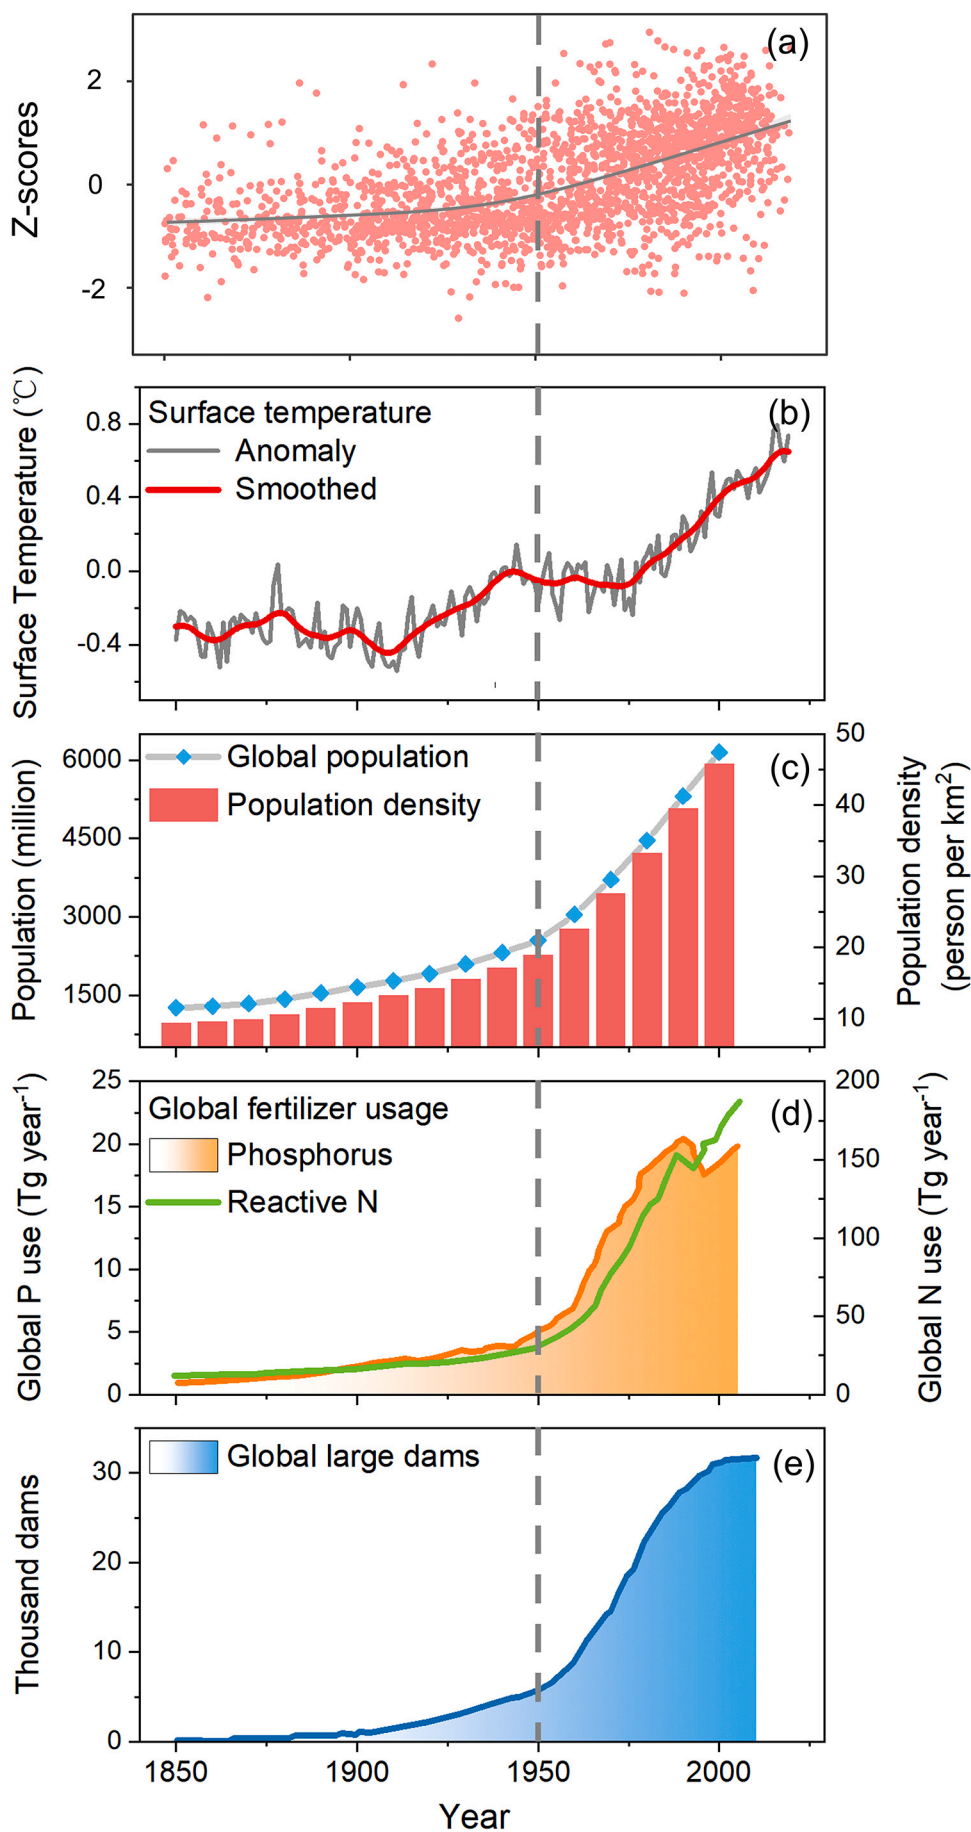 (a)
Z-scores
2
0
-2
(b)
Surface Temperature (℃)
Surface temperature
Anomaly
Smoothed
0.8
0.4
0.0
-0.4
(c)
Population (million)
Global population
Population density
6000
4500
3000
1500
50
40
30
20
10
Population density
(person per km²)
(d)
Global P use (Tg year⁻¹)
Global fertilizer usage
Phosphorus
Reactive N
25
20
15
10
5
0
200
150
100
50
0
Global N use (Tg year⁻¹)
(e)
Thousand dams
Global large dams
30
20
10
0
1850 1900 1950 2000
Year